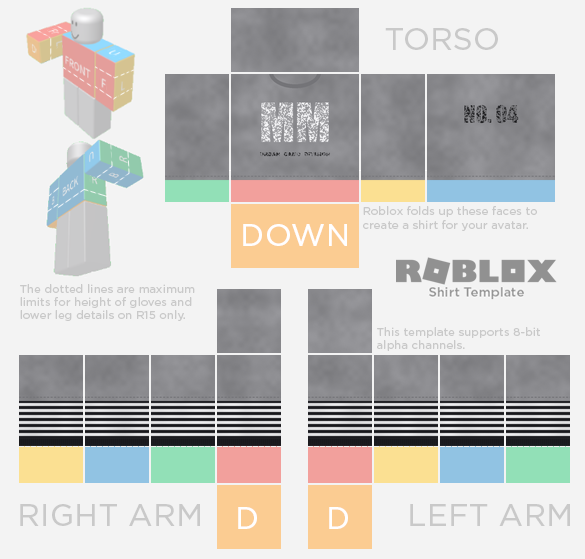 TORSO
FRONT
F
D
R
MM
NO. 04
BACK
DOWN
Roblox folds up these faces to
create a shirt for your avatar.
ROBLOX
Shirt Template
The dotted lines are maximum
limits for height of gloves and
lower leg details on R15 only.
This template supports 8-bit
alpha channels.
RIGHT ARM
D
D
LEFT ARM